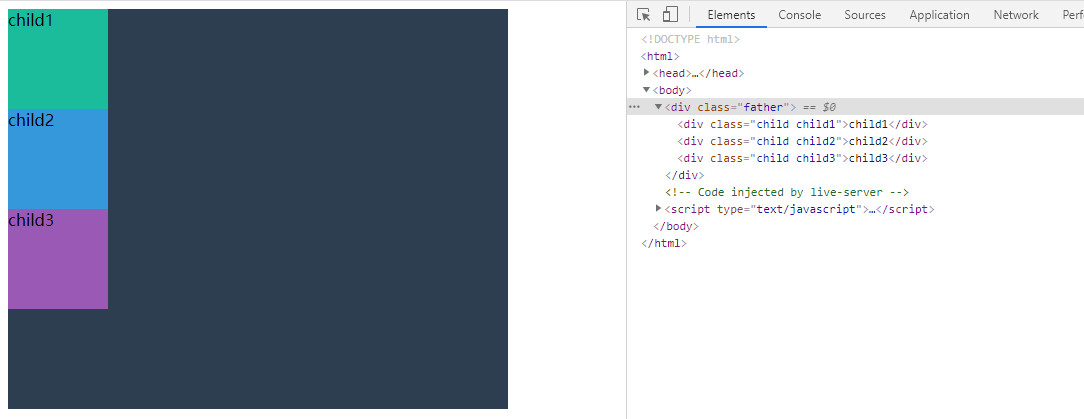 child1
child2
child3
Elements Console Sources Application Network Perf
<!DOCTYPE html>
<html>
<head>…</head>
<body>
<div class="father"> == $0
<div class="child child1">child1</div>
<div class="child child2">child2</div>
<div class="child child3">child3</div>
</div>
<!-- Code injected by live-server -->
<script type="text/javascript">…</script>
</body>
</html>